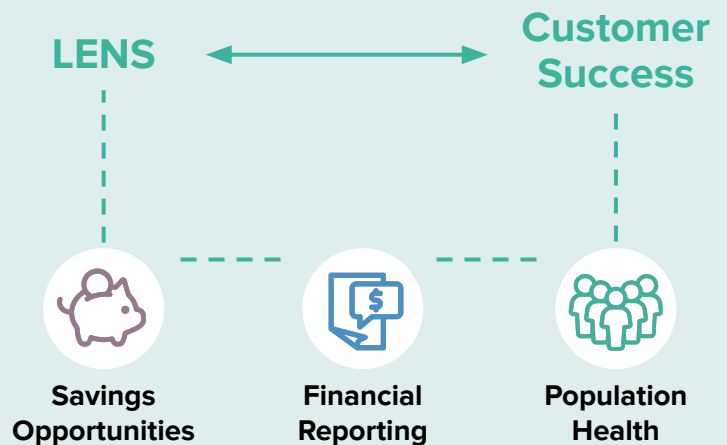 LENS
Customer
Success
$
Savings
Opportunities
Financial
Reporting
Population
Health